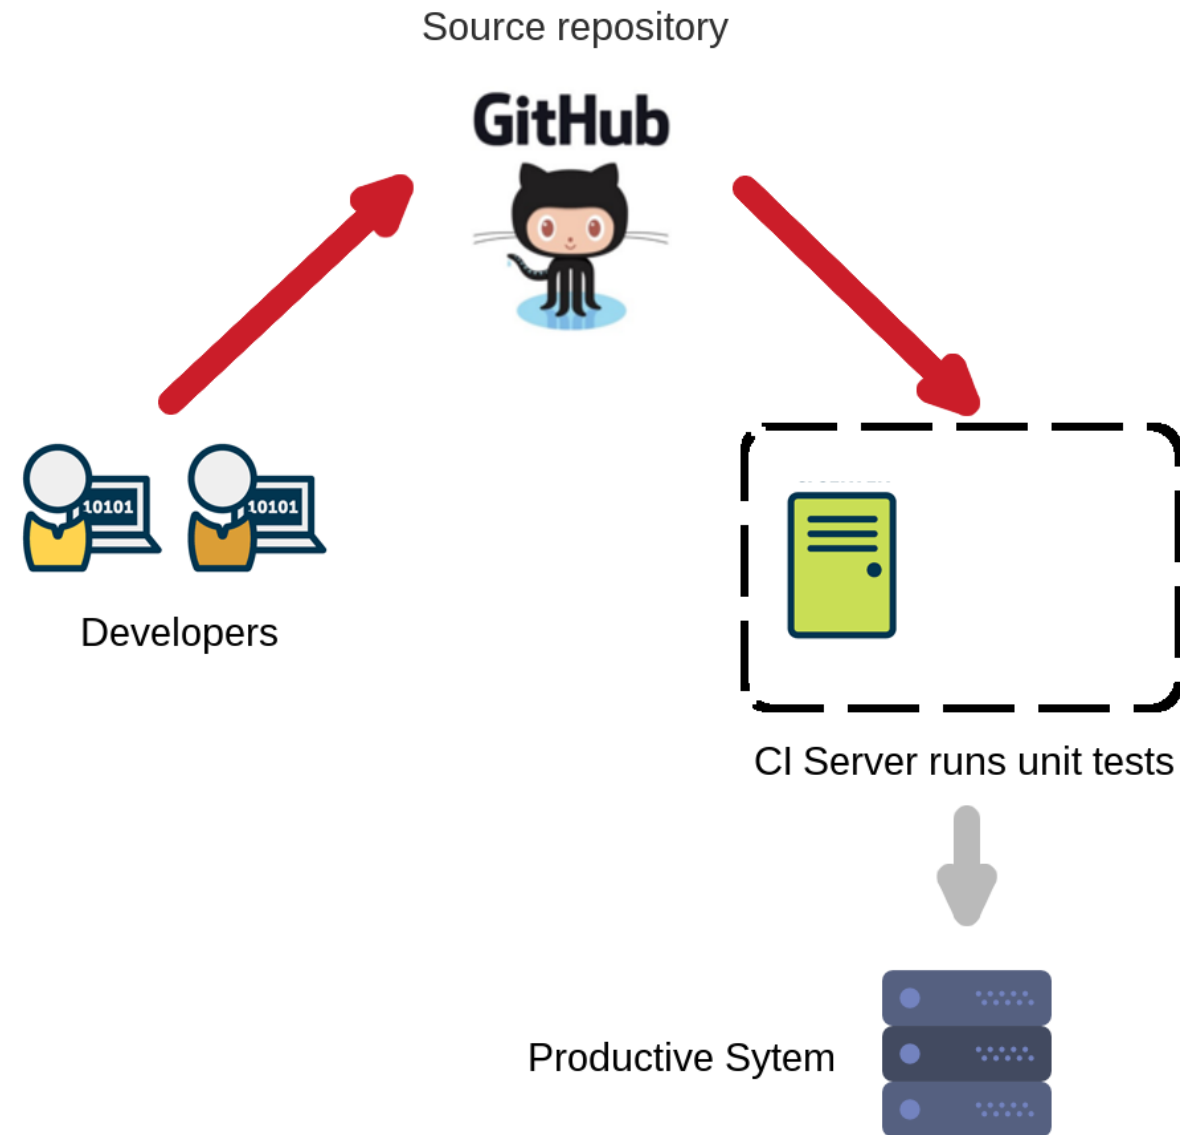 Source repository
GitHub
10101
10101
Developers
CI Server runs unit tests
Productive Sytem